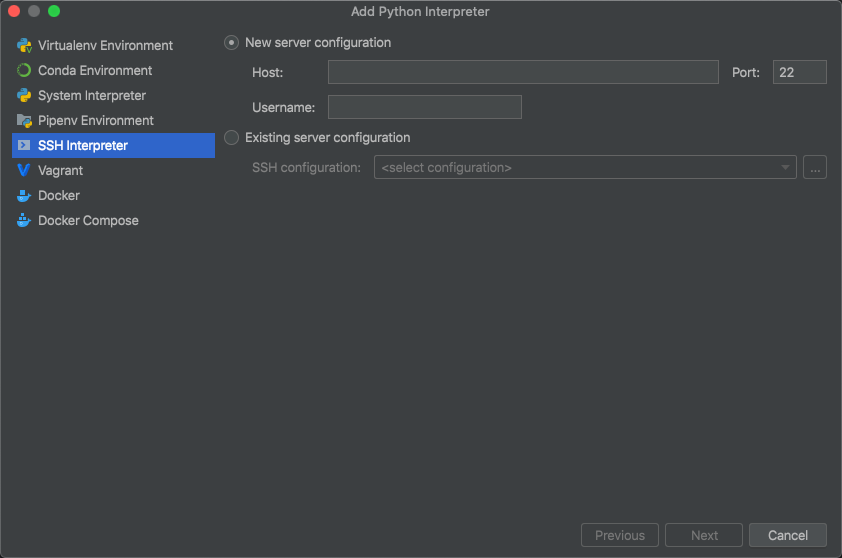 Add Python Interpreter
Virtualenv Environment
Conda Environment
System Interpreter
Pipenv Environment
SSH Interpreter
Vagrant
Docker
Docker Compose
New server configuration
Host:
Port: 22
Username:
Existing server configuration
SSH configuration: <select configuration> ...
Previous Next Cancel